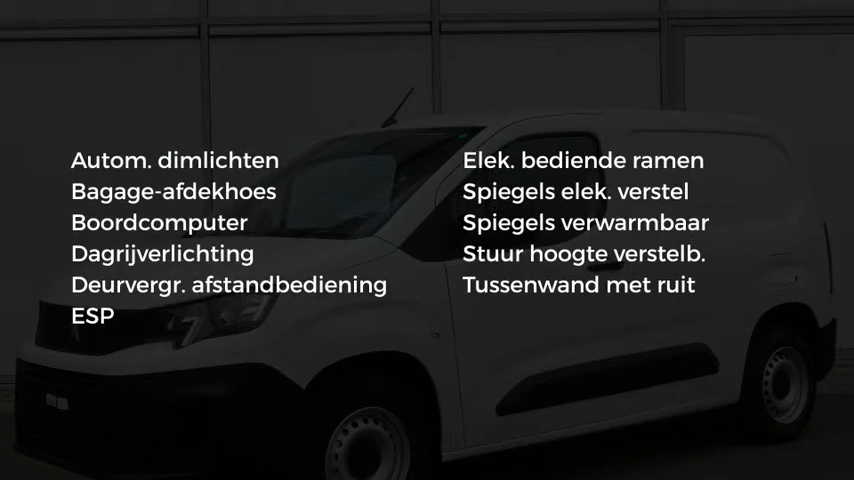 Autom. dimlichten
Bagage-afdekhoes
Boordcomputer
Dagrijverlichting
Deurvergr. afstandbediening
ESP
Elek. bediende ramen
Spiegels elek. verstel
Spiegels verwarmbaar
Stuur hoogte verstelb.
Tussenwand met ruit